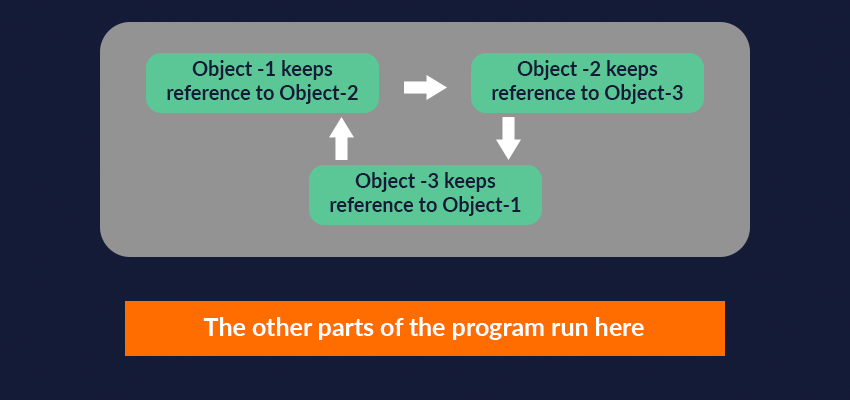 Object -1 keeps
reference to Object-2
Object -2 keeps
reference to Object-3
Object -3 keeps
reference to Object-1
The other parts of the program run here